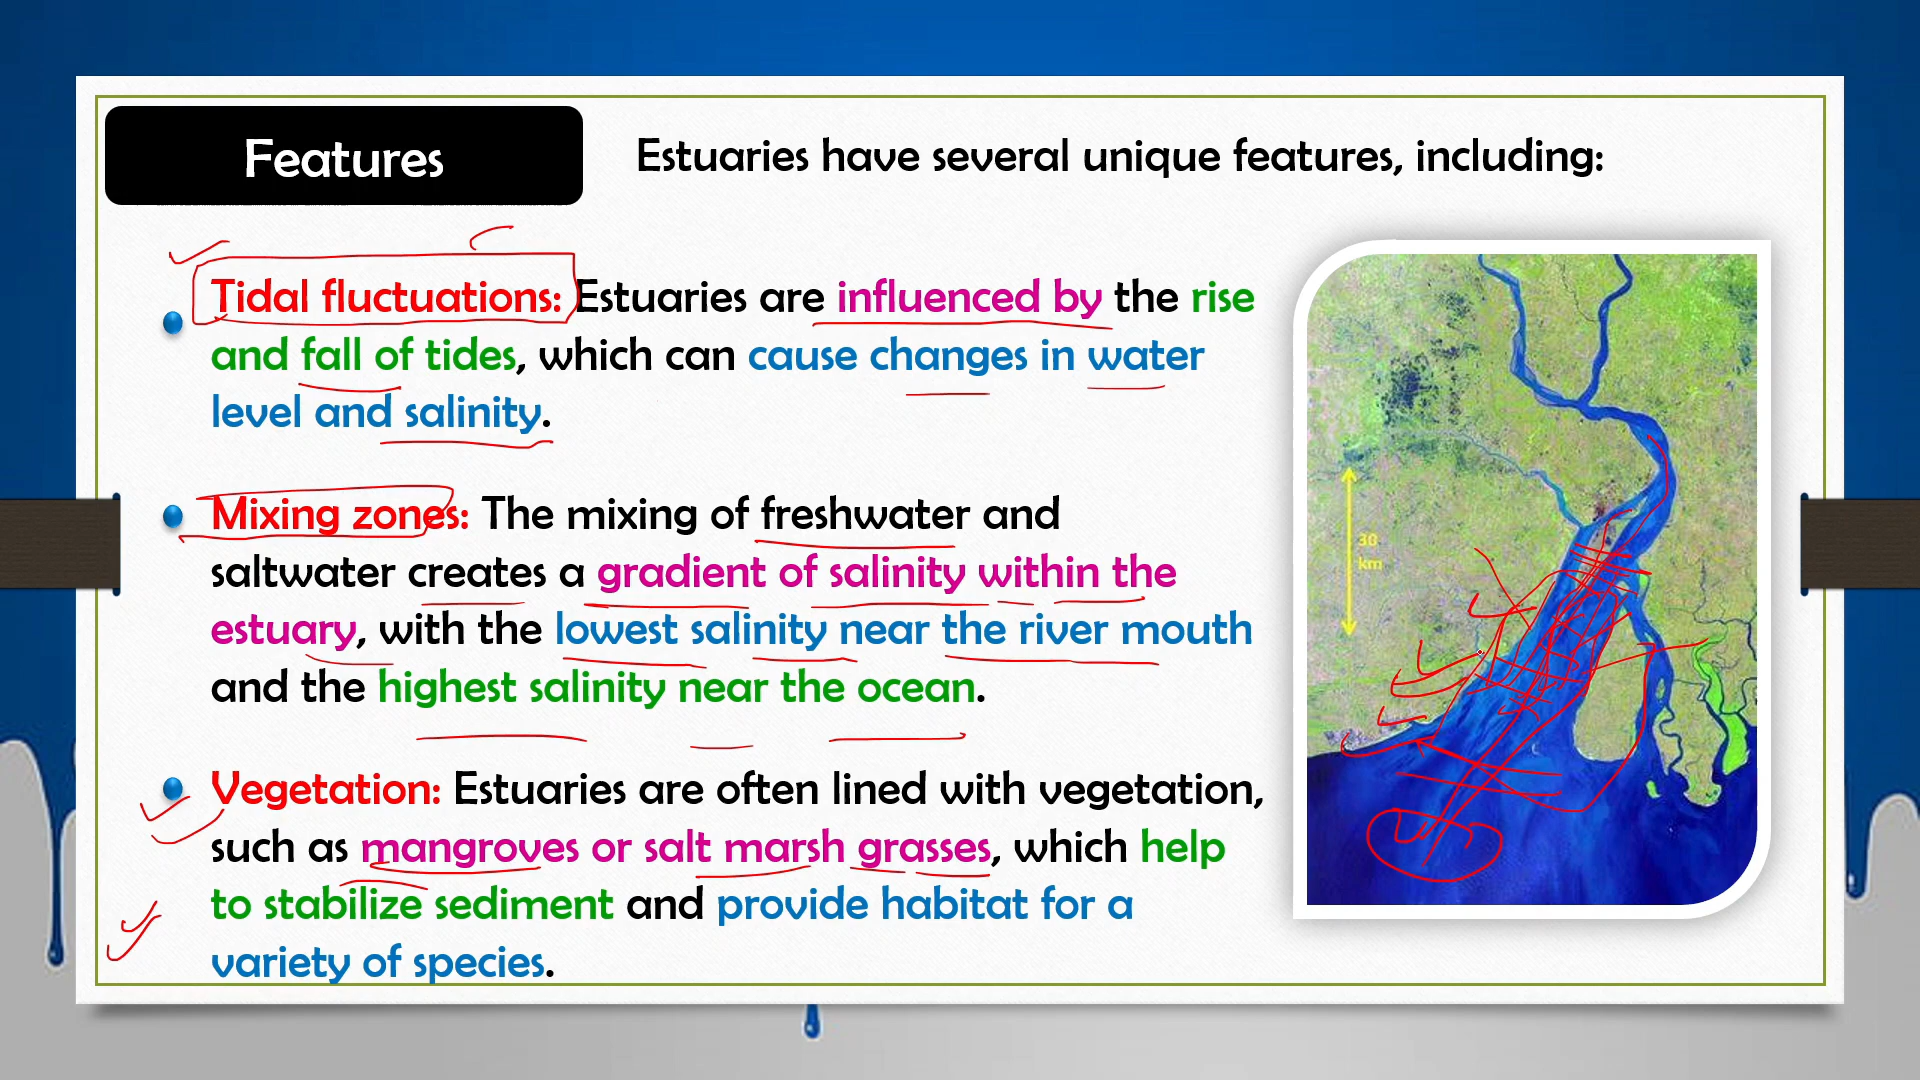 Features
Estuaries have several unique features, including:
Tidal fluctuations: Estuaries are influenced by the rise
and fall of tides, which can cause changes in water
level and salinity.
Mixing zones: The mixing of freshwater and
saltwater creates a gradient of salinity within the
estuary, with the lowest salinity near the river mouth
and the highest salinity near the ocean.
Vegetation: Estuaries are often lined with vegetation,
such as mangroves or salt marsh grasses, which help
to stabilize sediment and provide habitat for a
variety of species.
30
km